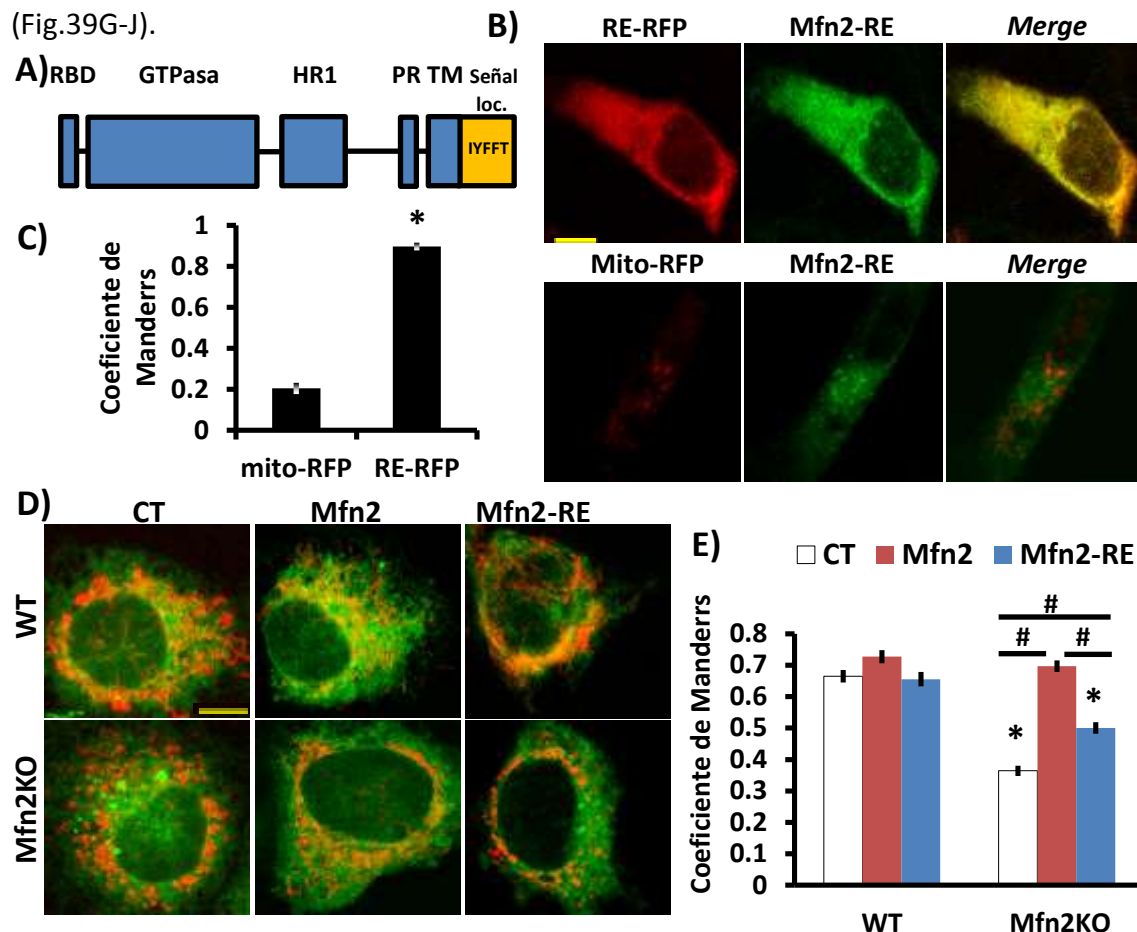 (Fig.39G-J).
A) RBD GTPasa HR1 PR TM Señal
loc.
IYFFT
B)
RE-RFP Mfn2-RE Merge
Mito-RFP Mfn2-RE Merge
C)
Coeficiente de
Manderrs
1
0.8
0.6
0.4
0.2
0
*
mito-RFP RE-RFP
D)
CT Mfn2 Mfn2-RE
WT
Mfn2KO
E)
CT Mfn2 Mfn2-RE
Coeficiente de Manderrs
0.8
0.7
0.6
0.5
0.4
0.3
0.2
0.1
0
#
# #
*
*
WT Mfn2KO